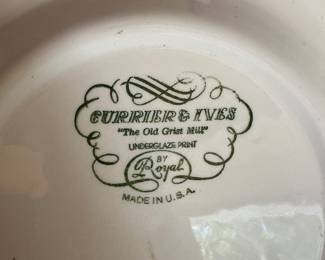 CURRIER & IVES
"The Old Grist Mill"
UNDERGLAZE PRINT
BY
Royal
MADE IN U.S.A.